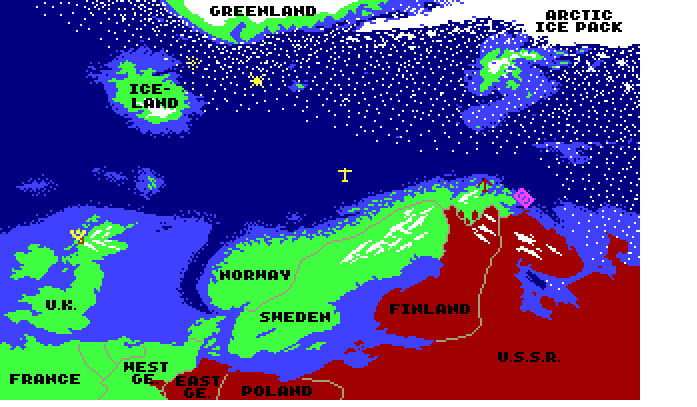 GREENLAND
ARCTIC
ICE PACK
ICE-
LAND
NORWAY
U.K.
SWEDEN
FINLAND
U.S.S.R.
FRANCE
WEST
GE.
EAST
GE.
POLAND